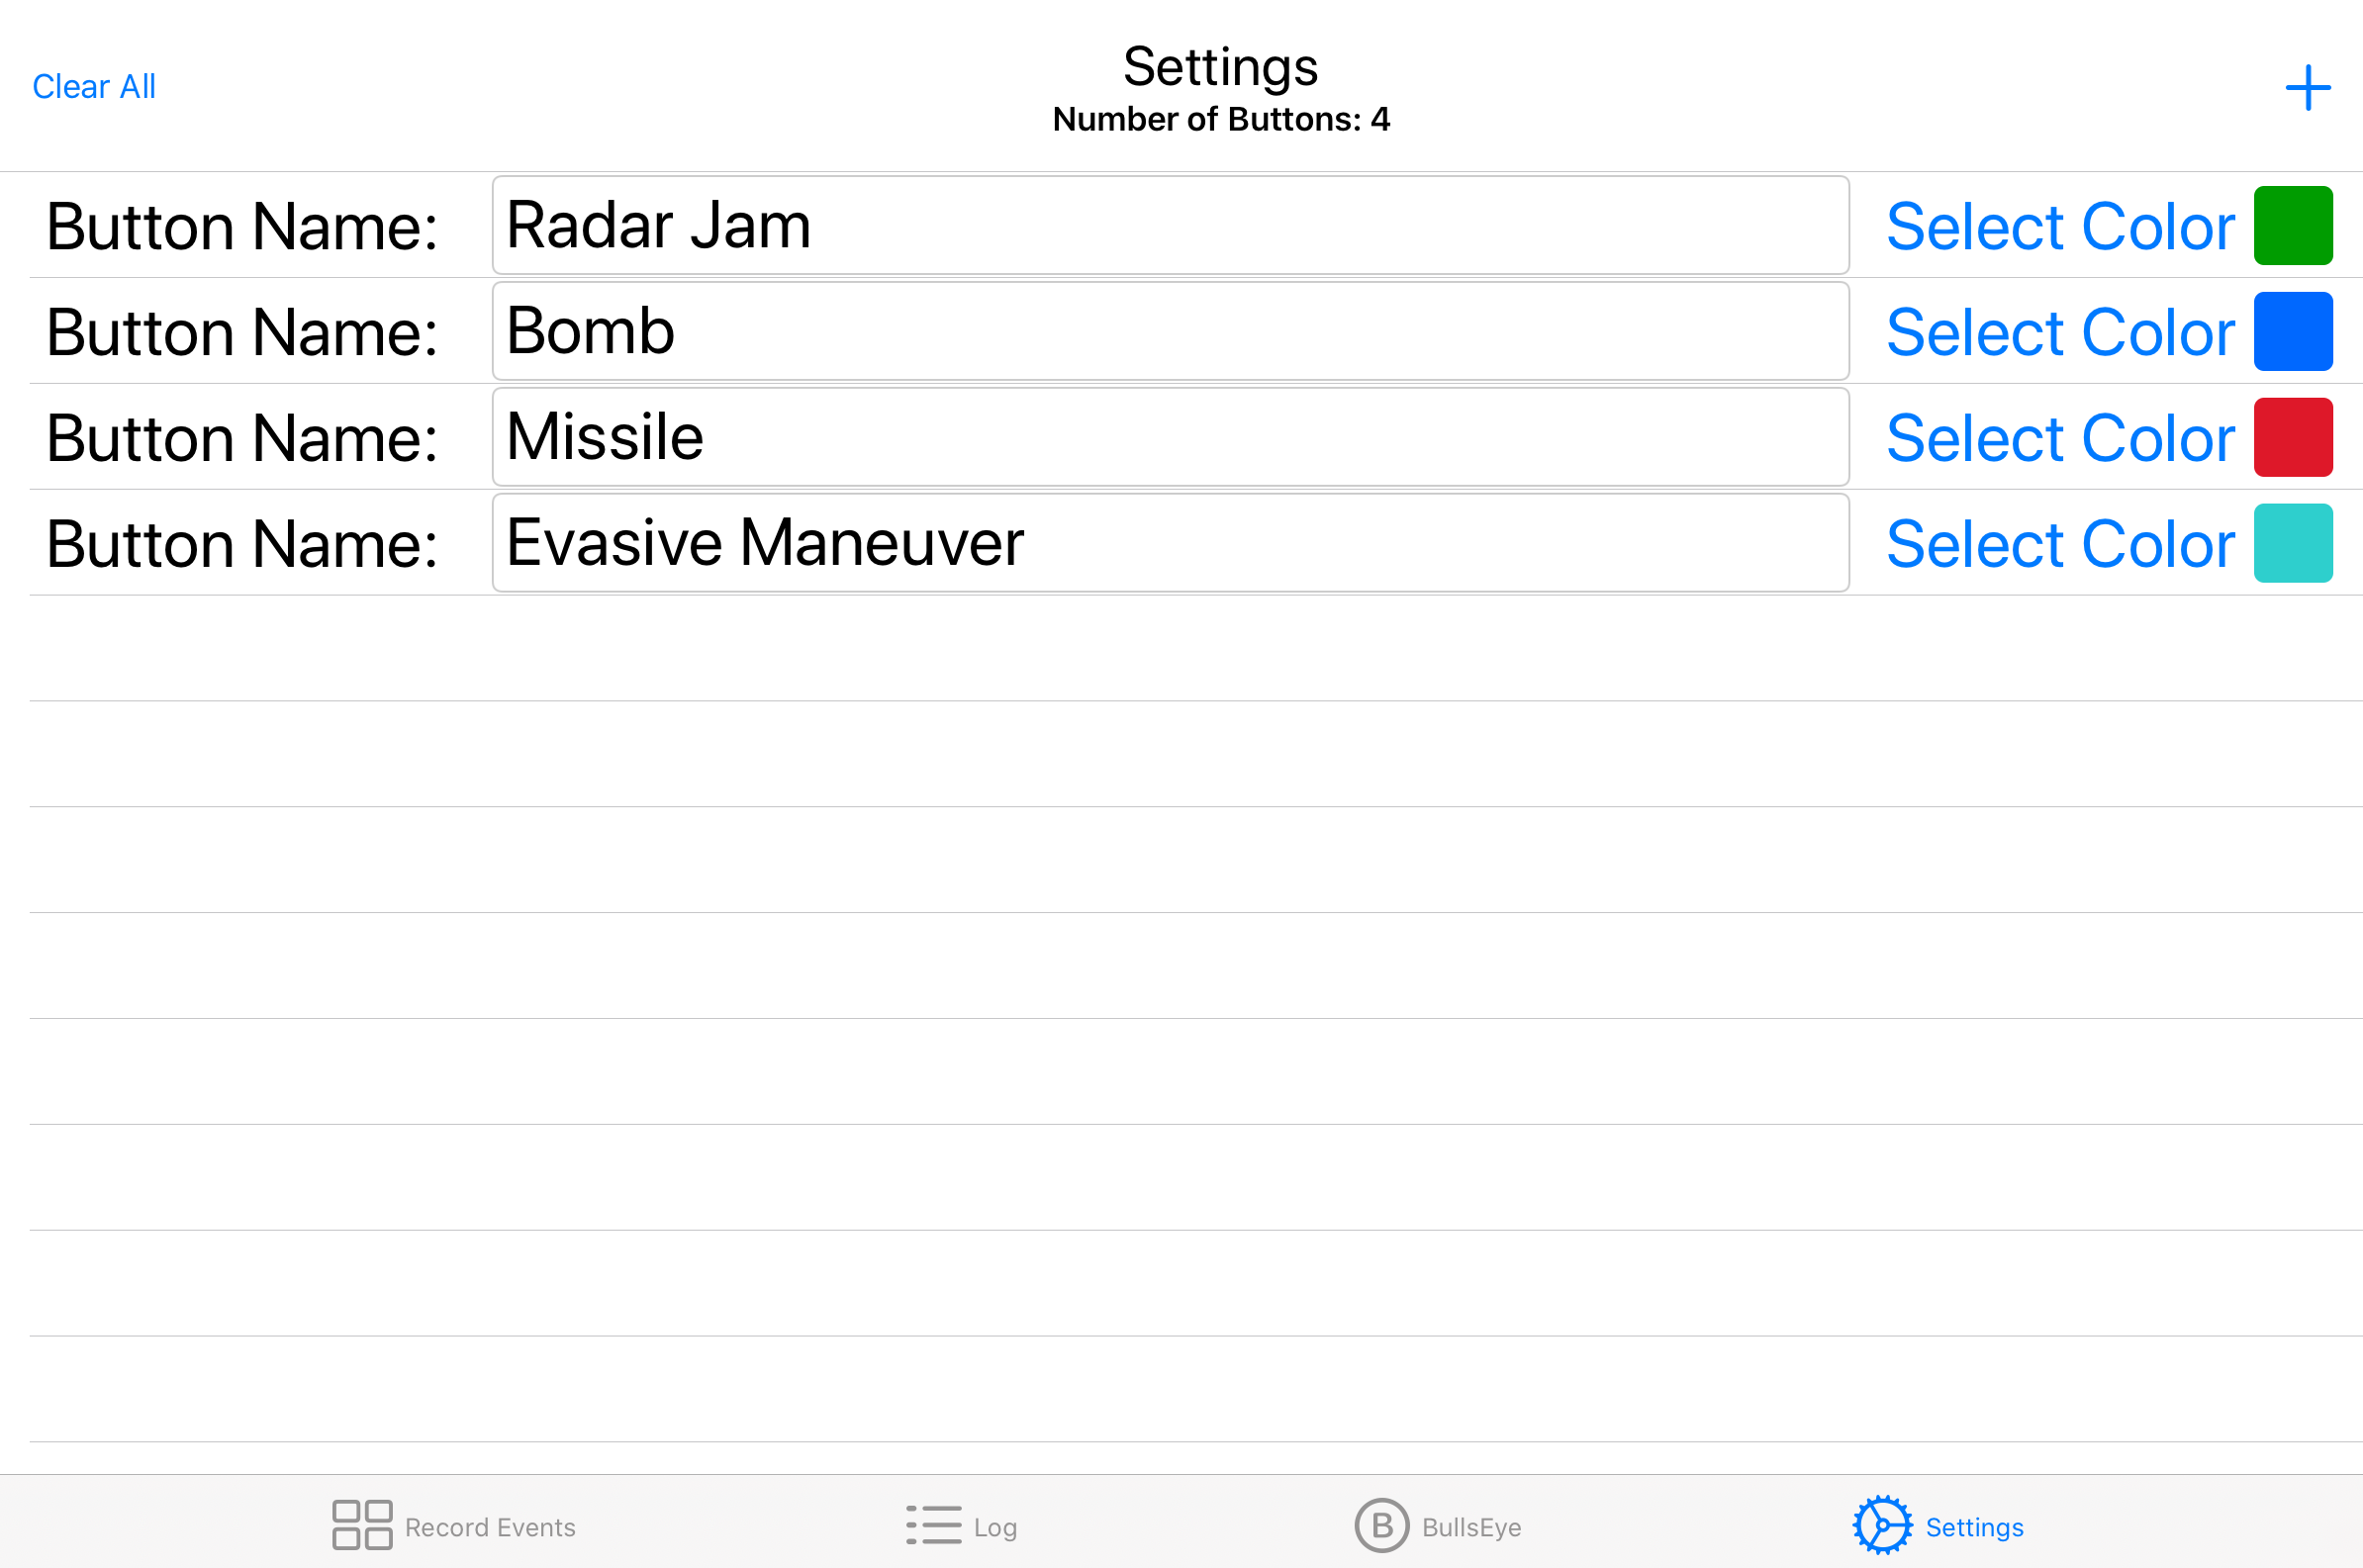 Settings
Clear All
Number of Buttons: 4
Button Name: Radar Jam Select Color
Button Name: Bomb Select Color
Button Name: Missile Select Color
Button Name: Evasive Maneuver Select Color
Record Events Log B BullsEye Settings